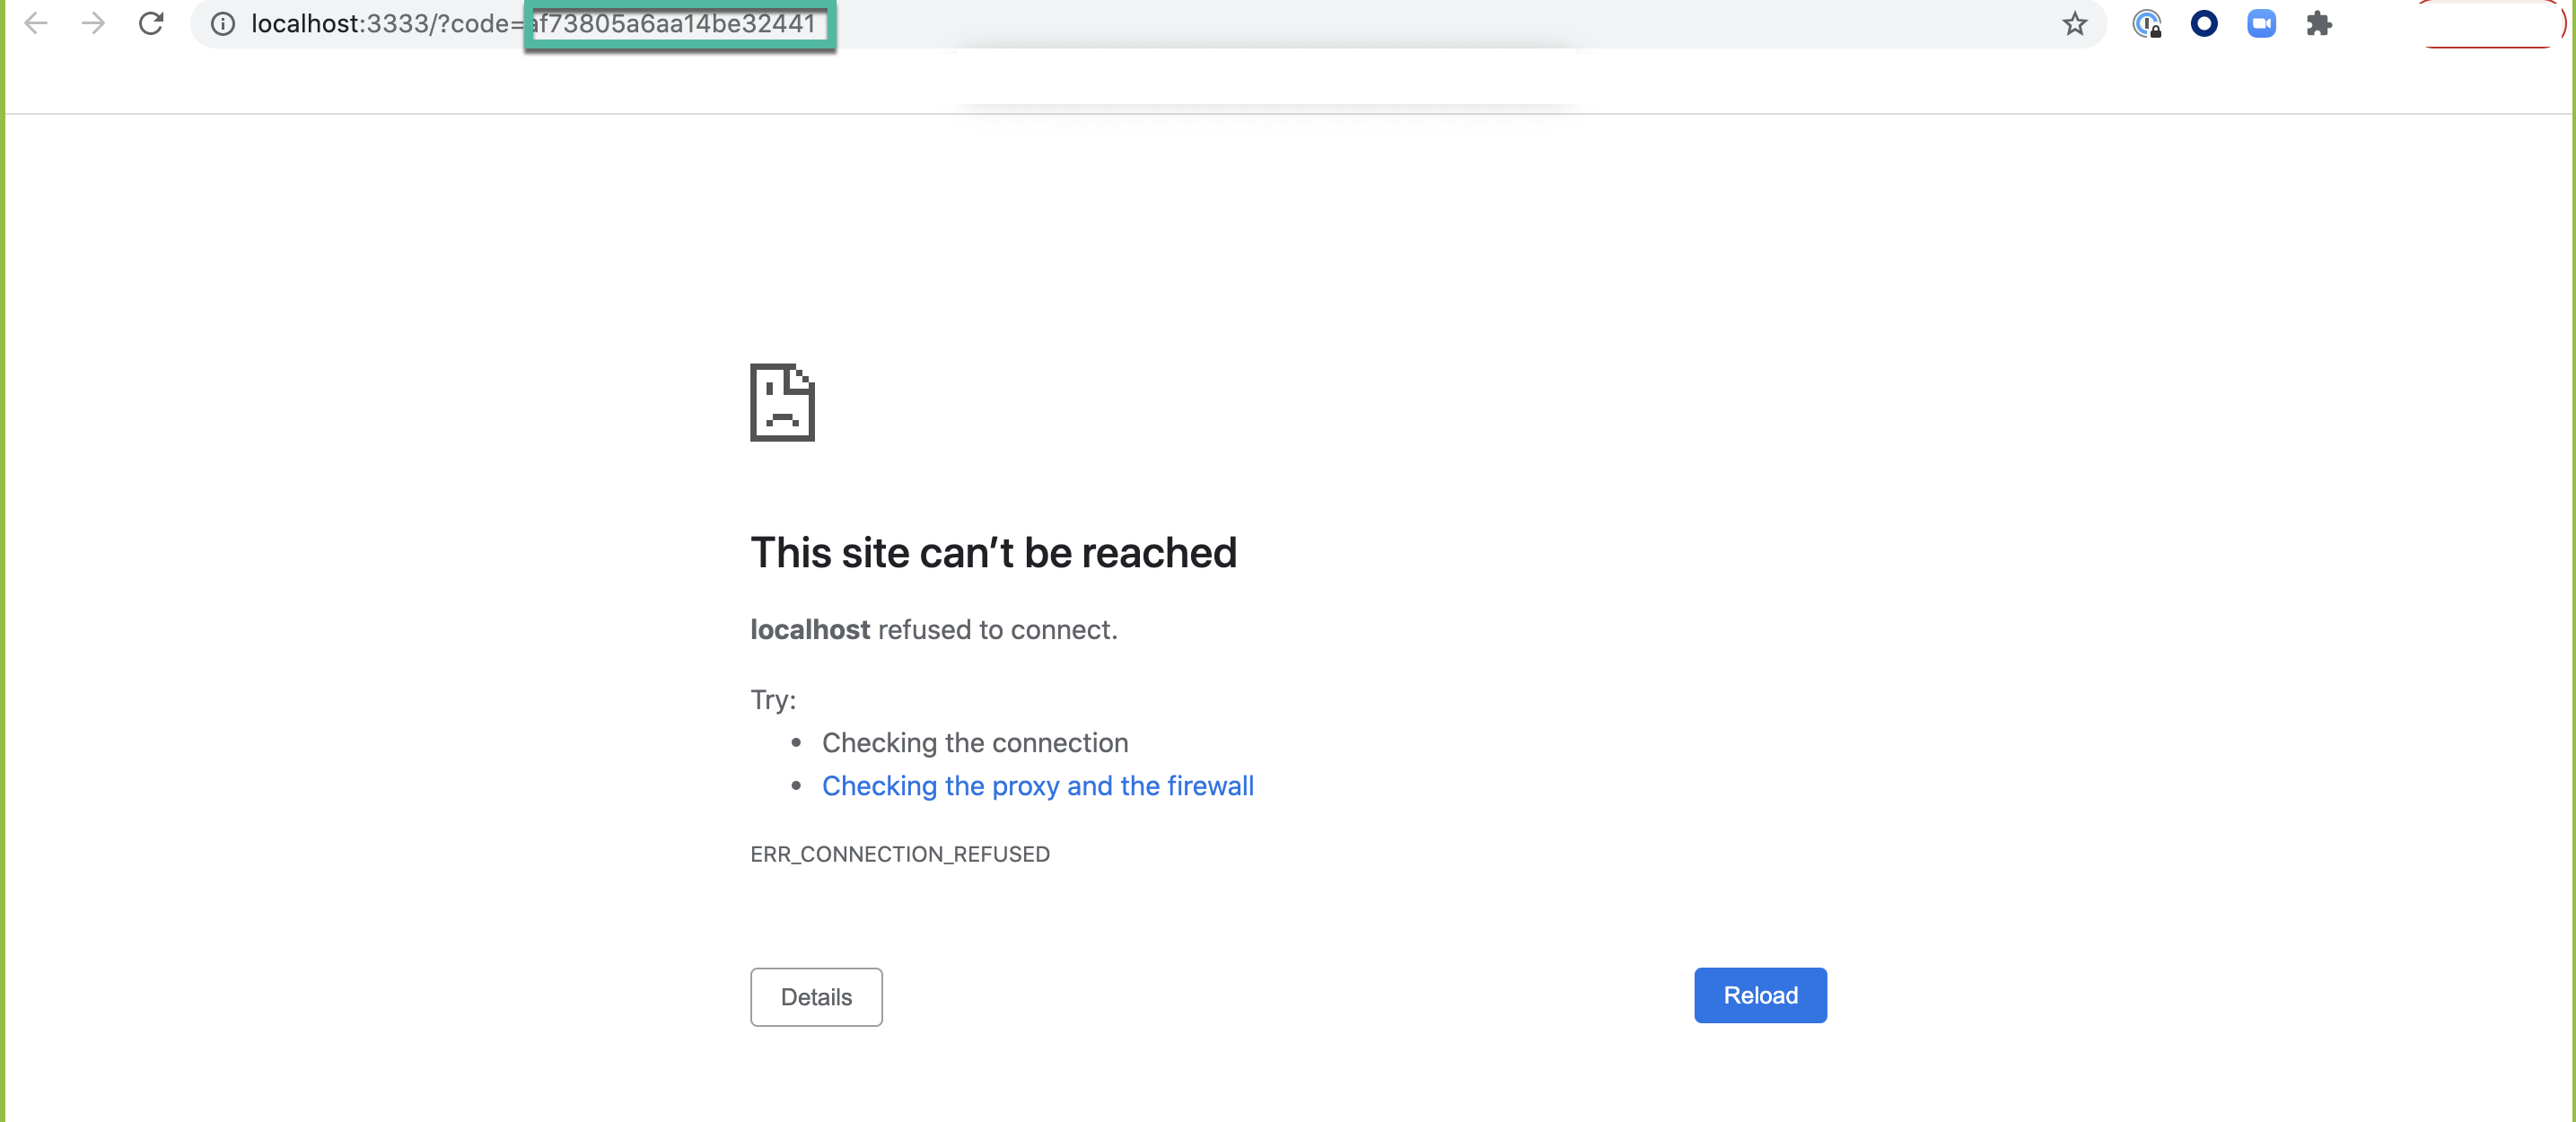 localhost:3333/?code=af73805a6aa14be32441
This site can’t be reached
localhost refused to connect.
Try:
• Checking the connection
• Checking the proxy and the firewall
ERR_CONNECTION_REFUSED
Details
Reload